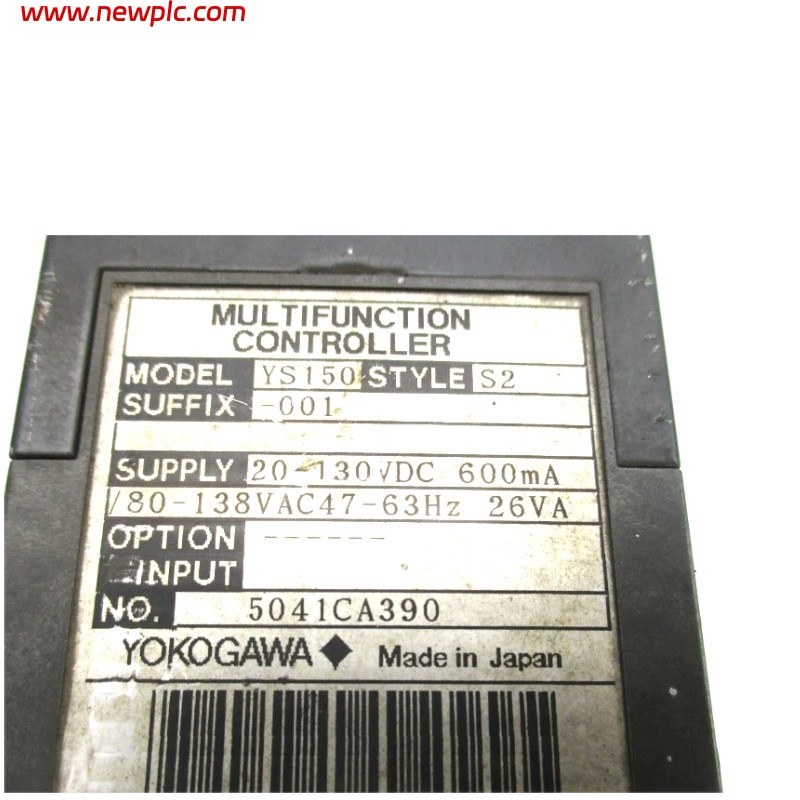 www.newplc.com
MULTIFUNCTION
CONTROLLER
MODEL YS150 STYLE S2
SUFFIX -001
SUPPLY 20-130VDC 600mA
/80-138VAC47-63Hz 26VA
OPTION ------
INPUT
NO. 5041CA390
YOKOGAWA◆ Made in Japan